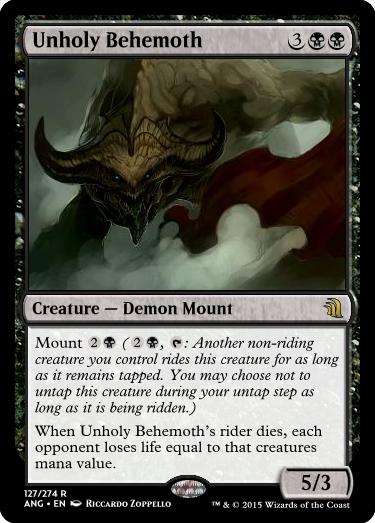 Unholy Behemoth 3
Creature — Demon Mount
Mount 2 ( 2 , : Another non-riding
creature you control rides this creature for as long
as it remains tapped. You may choose not to
untap this creature during your untap step as
long as it is being ridden.)
When Unholy Behemoth's rider dies, each
opponent loses life equal to that creatures
mana value.
5/3
127/274 R
ANG • EN Riccardo Zoppello ™ & © 2015 Wizards of the Coast